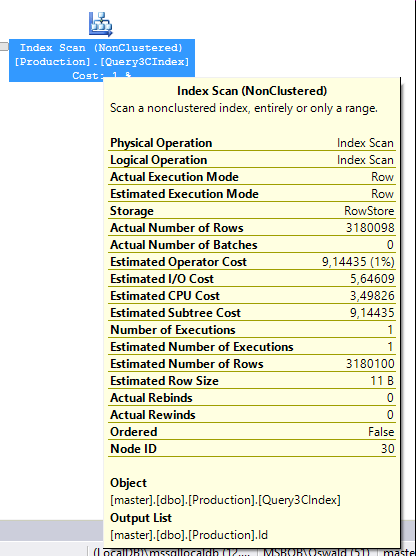 Index Scan (NonClustered)
[Production].[Query3CIndex]
Cost: 1 %
Index Scan (NonClustered)
Scan a nonclustered index, entirely or only a range.
Physical Operation Index Scan
Logical Operation Index Scan
Actual Execution Mode Row
Estimated Execution Mode Row
Storage RowStore
Actual Number of Rows 3180098
Actual Number of Batches 0
Estimated Operator Cost 9,14435 (1%)
Estimated I/O Cost 5,64609
Estimated CPU Cost 3,49826
Estimated Subtree Cost 9,14435
Number of Executions 1
Estimated Number of Executions 1
Estimated Number of Rows 3180100
Estimated Row Size 11 B
Actual Rebinds 0
Actual Rewinds 0
Ordered False
Node ID 30
Object
[master].[dbo].[Production].[Query3CIndex]
Output List
[master].[dbo].[Production].Id
(LocalDB)\mssqllocaldb (12.... MSBOB\Oswald (51) maste